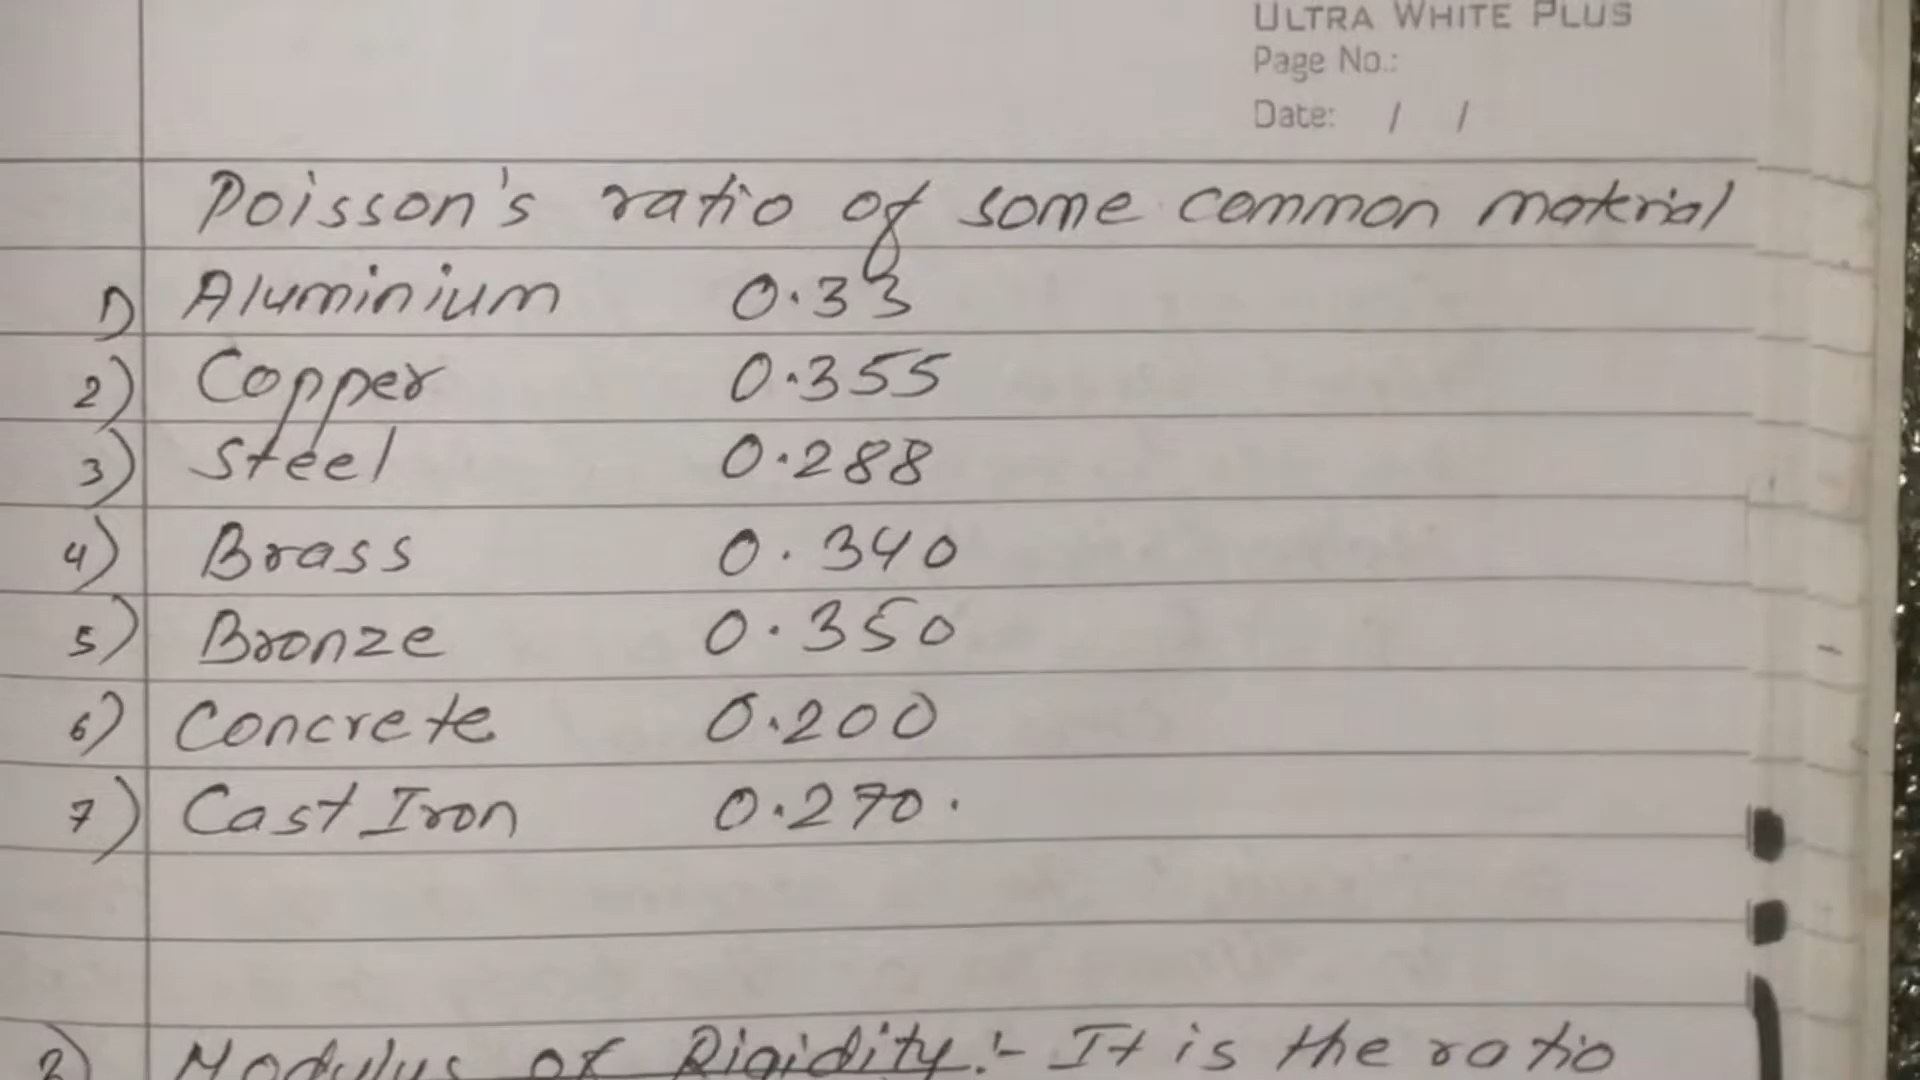 ULTRA WHITE PLUS
Page No.:
Date: / /
Poisson's ratio of some common material
1) Aluminium 0.33
2) Copper 0.355
3) Steel 0.288
4) Brass 0.340
5) Bronze 0.350
6) Concrete 0.200
7) Cast Iron 0.270.
2) Modulus of Rigidity:- It is the ratio